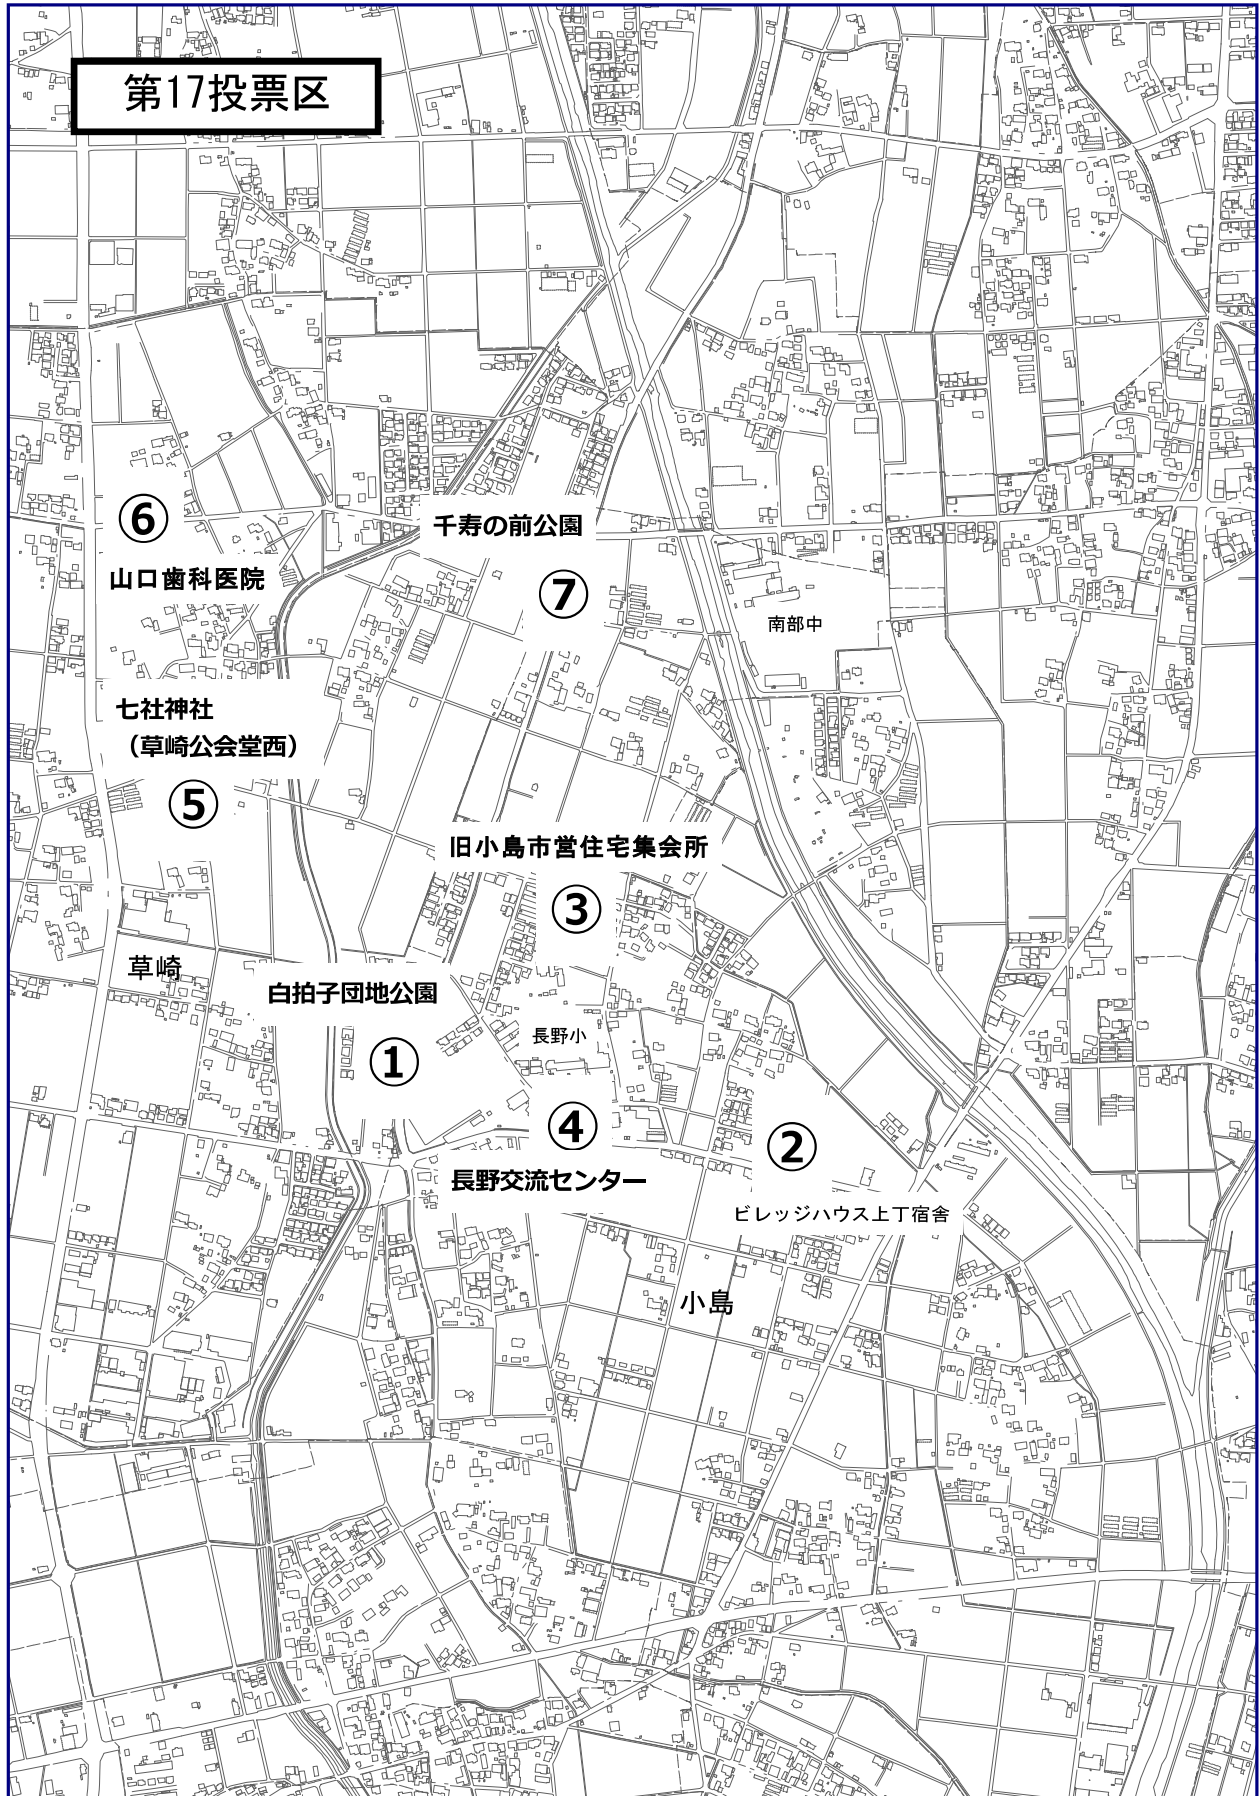 第17投票区
⑥
千寿の前公園
山口歯科医院
⑦
南部中
七社神社
（草崎公会堂西）
⑤
旧小島市営住宅集会所
③
草崎
白拍子団地公園
長野小
①
④
②
長野交流センター
ビレッジハウス上丁宿舎
小島